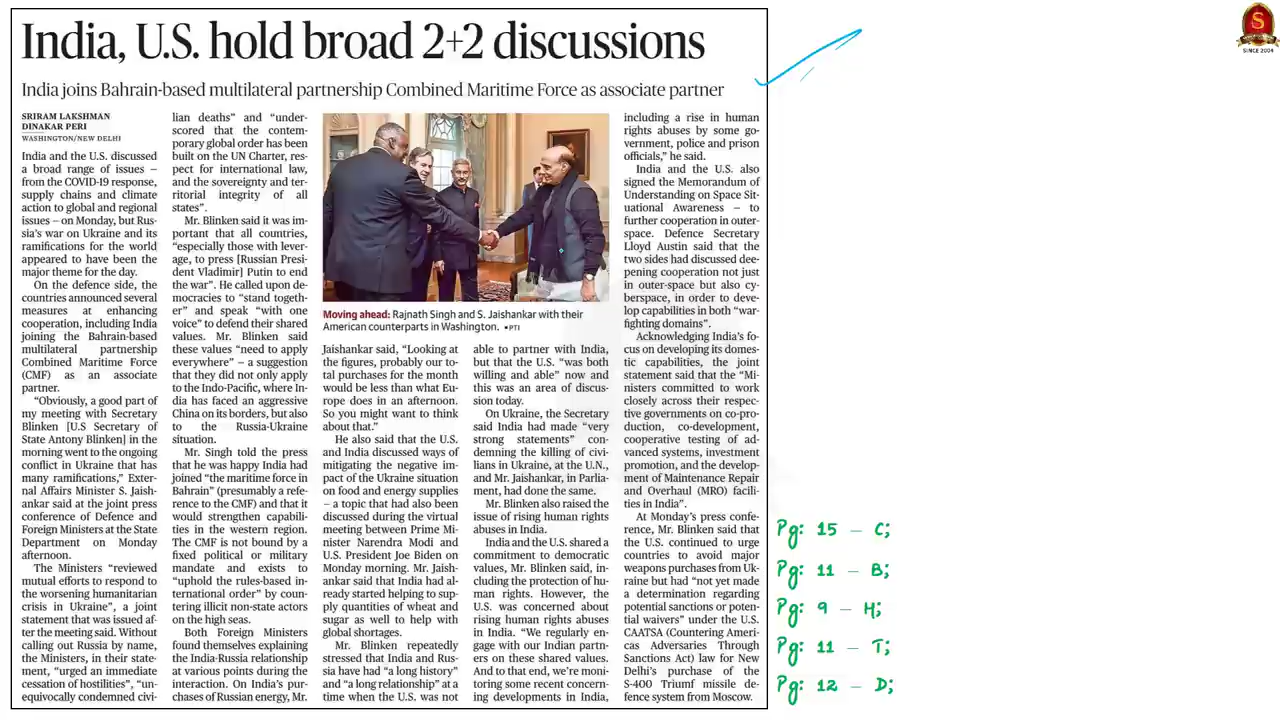 India, U.S. hold broad 2+2 discussions
India joins Bahrain-based multilateral partnership Combined Maritime Force as associate partner
SRIRAM LAKSHMAN
DINAKAR PERI
WASHINGTON/NEW DELHI
India and the U.S. discussed
a broad range of issues —
from the COVID-19 response,
supply chains and climate
action to global and regional
issues — on Monday, but Rus-
sia's war on Ukraine and its
ramifications for the world
appeared to have been the
major theme for the day.
On the defence side, the
countries announced several
measures at enhancing
cooperation, including India
joining the Bahrain-based
multilateral partnership
Combined Maritime Force
(CMF) as an associate
partner.
"Obviously, a good part of
my meeting with Secretary
Blinken [U.S Secretary of
State Antony Blinken] in the
morning went to the ongoing
conflict in Ukraine that has
many ramifications," Exter-
nal Affairs Minister S. Jaish-
ankar said at the joint press
conference of Defence and
Foreign Ministers at the State
Department on Monday
afternoon.
The Ministers "reviewed
mutual efforts to respond to
the worsening humanitarian
crisis in Ukraine", a joint
statement that was issued af-
ter the meeting said. Without
calling out Russia by name,
the Ministers, in their state-
ment, "urged an immediate
cessation of hostilities", "un-
equivocally condemned civi-
lian deaths" and "under-
scored that the contem-
porary global order has been
built on the UN Charter, res-
pect for international law,
and the sovereignty and ter-
ritorial integrity of all
states".
Mr. Blinken said it was im-
portant that all countries,
"especially those with lever-
age, to press [Russian Presi-
dent Vladimir] Putin to end
the war". He called upon de-
mocracies to "stand togeth-
er" and speak "with one
voice" to defend their shared
values. Mr. Blinken said
these values "need to apply
everywhere" – a suggestion
that they did not only apply
to the Indo-Pacific, where In-
dia has faced an aggressive
China on its borders, but also
to the Russia-Ukraine
situation.
Mr. Singh told the press
that he was happy India had
joined "the maritime force in
Bahrain" (presumably a refe-
rence to the CMF) and that it
would strengthen capabili-
ties in the western region.
The CMF is not bound by a
fixed political or military
mandate and exists to
"uphold the rules-based in-
ternational order" by coun-
tering illicit non-state actors
on the high seas.
Both Foreign Ministers
found themselves explaining
the India-Russia relationship
at various points during the
interaction. On India's pur-
chases of Russian energy, Mr.
Moving ahead: Rajnath Singh and S. Jaishankar with their
American counterparts in Washington. ▪PTI
Jaishankar said, "Looking at
the figures, probably our to-
tal purchases for the month
would be less than what Eu-
rope does in an afternoon.
So you might want to think
about that."
He also said that the U.S.
and India discussed ways of
mitigating the negative im-
pact of the Ukraine situation
on food and energy supplies
– a topic that had also been
discussed during the virtual
meeting between Prime Mi-
nister Narendra Modi and
U.S. President Joe Biden on
Monday morning. Mr. Jaish-
ankar said that India had al-
ready started helping to sup-
ply quantities of wheat and
sugar as well to help with
global shortages.
Mr. Blinken repeatedly
stressed that India and Rus-
sia have had "a long history"
and "a long relationship" at a
time when the U.S. was not
able to partner with India,
but that the U.S. "was both
willing and able" now and
this was an area of discus-
sion today.
On Ukraine, the Secretary
said India had made "very
strong statements" con-
demning the killing of civi-
lians in Ukraine, at the U.N.,
and Mr. Jaishankar, in Parlia-
ment, had done the same.
Mr. Blinken also raised the
issue of rising human rights
abuses in India.
India and the U.S. shared a
commitment to democratic
values, Mr. Blinken said, in-
cluding the protection of hu-
man rights. However, the
U.S. was concerned about
rising human rights abuses
in India. "We regularly en-
gage with our Indian partn-
ers on these shared values.
And to that end, we're moni-
toring some recent concern-
ing developments in India,
including a rise in human
rights abuses by some go-
vernment, police and prison
officials," he said.
India and the U.S. also
signed the Memorandum of
Understanding on Space Sit-
uational Awareness – to
further cooperation in outer-
space. Defence Secretary
Lloyd Austin said that the
two sides had discussed dee-
pening cooperation not just
in outer-space but also cy-
berspace, in order to deve-
lop capabilities in both "war-
fighting domains".
Acknowledging India's fo-
cus on developing its domes-
tic capabilities, the joint
statement said that the "Mi-
nisters committed to work
closely across their respec-
tive governments on co-pro-
duction, co-development,
cooperative testing of ad-
vanced systems, investment
promotion, and the develop-
ment of Maintenance Repair
and Overhaul (MRO) facili-
ties in India".
At Monday's press confe-
rence, Mr. Blinken said that
the U.S. continued to urge
countries to avoid major
weapons purchases from Uk-
raine but had "not yet made
a determination regarding
potential sanctions or poten-
tial waivers" under the U.S.
CAATSA (Countering Ameri-
cas Adversaries Through
Sanctions Act) law for New
Delhi's purchase of the
S-400 Triumf missile de-
fence system from Moscow.
Pg: 15 – C;
Pg: 11 – B;
Pg: 9 – H;
Pg: 11 – T;
Pg: 12 – D;
S
SINCE 2004